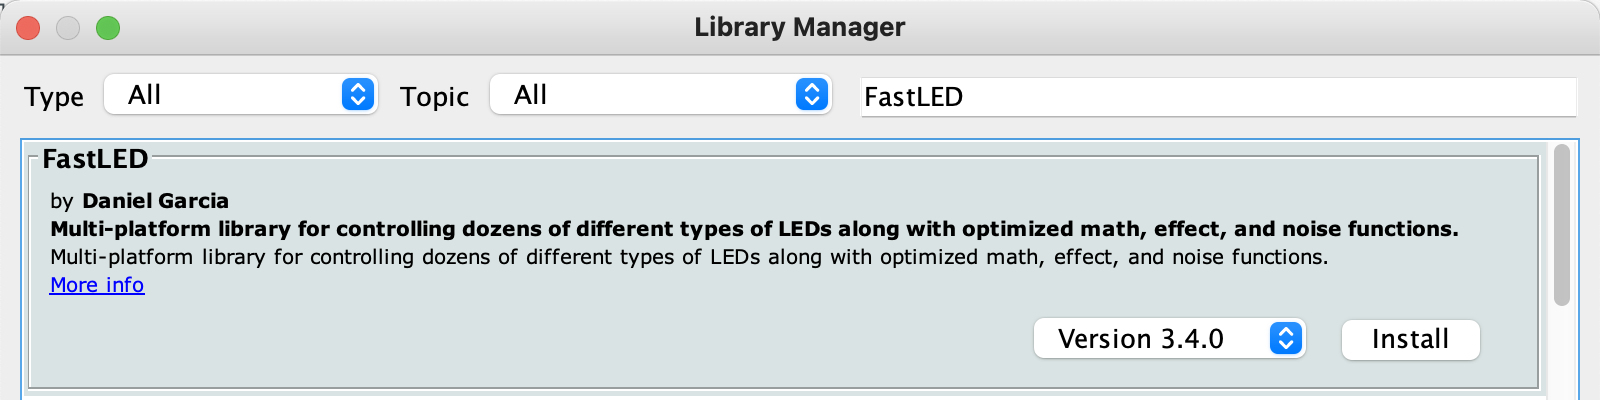 Library Manager
Type All Topic All FastLED
FastLED
by Daniel Garcia
Multi-platform library for controlling dozens of different types of LEDs along with optimized math, effect, and noise functions.
Multi-platform library for controlling dozens of different types of LEDs along with optimized math, effect, and noise functions.
More info
Version 3.4.0 Install